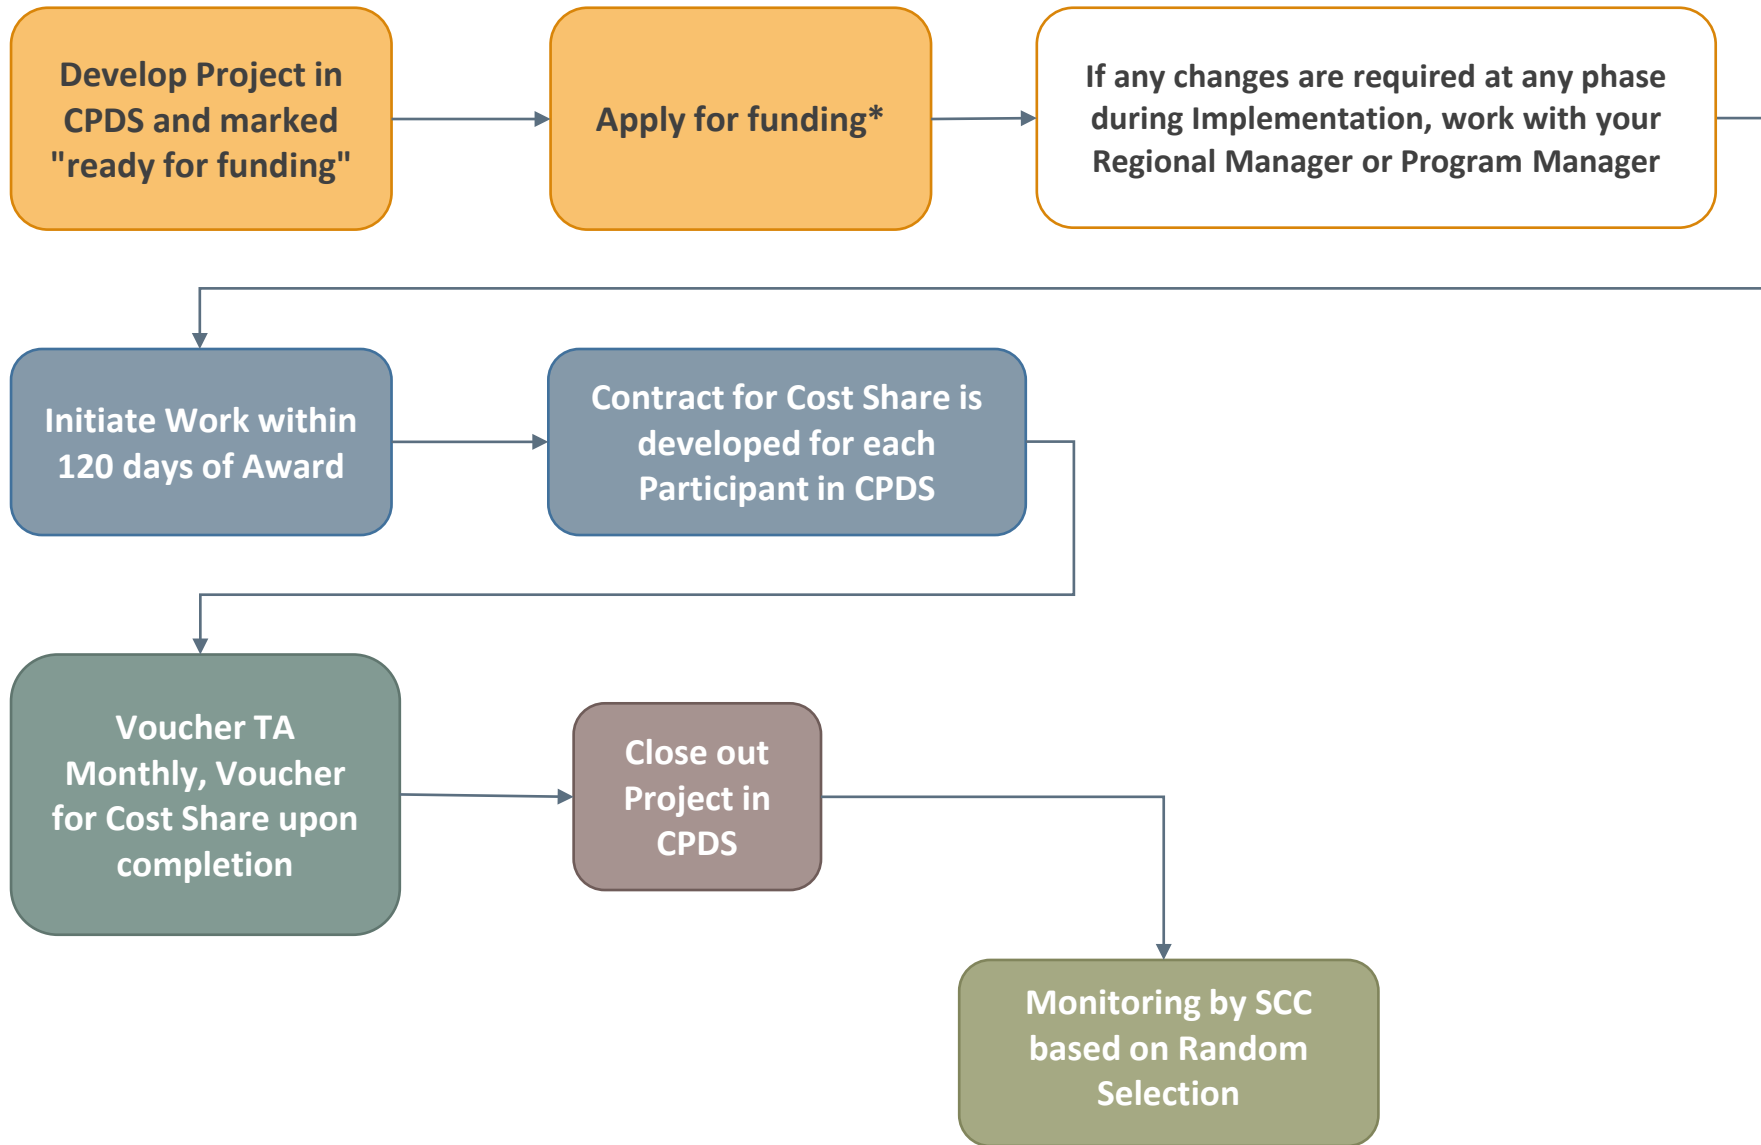 Develop Project in
CPDS and marked
"ready for funding"
Apply for funding*
If any changes are required at any phase
during Implementation, work with your
Regional Manager or Program Manager
Initiate Work within
120 days of Award
Contract for Cost Share is
developed for each
Participant in CPDS
Voucher TA
Monthly, Voucher
for Cost Share upon
completion
Close out
Project in
CPDS
Monitoring by SCC
based on Random
Selection